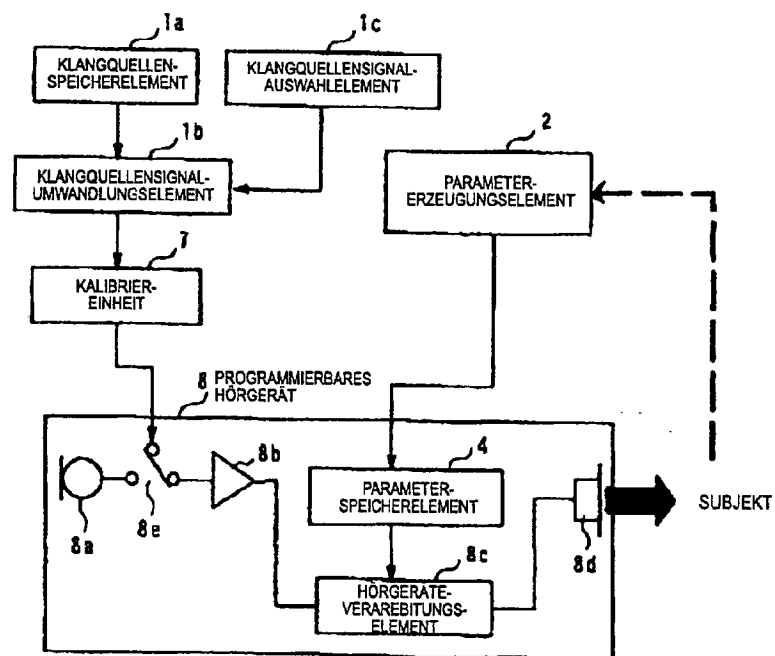 1a
KLANGQUELLEN-
SPEICHERELEMENT
1c
KLANGQUELLENSIGNAL-
AUSWAHLELEMENT
1b
KLANGQUELLENSIGNAL-
UMWANDLUNGSELEMENT
2
PARAMETER-
ERZEUGUNGSELEMENT
7
KALIBRIER-
EINHEIT
8 PROGRAMMIERBARES
HÖRGERÄT
8a
8e
8b
4
PARAMETER-
SPEICHERELEMENT
8c
HÖRGERÄTE-
VERAREBITUNGS-
ELEMENT
8d
SUBJEKT